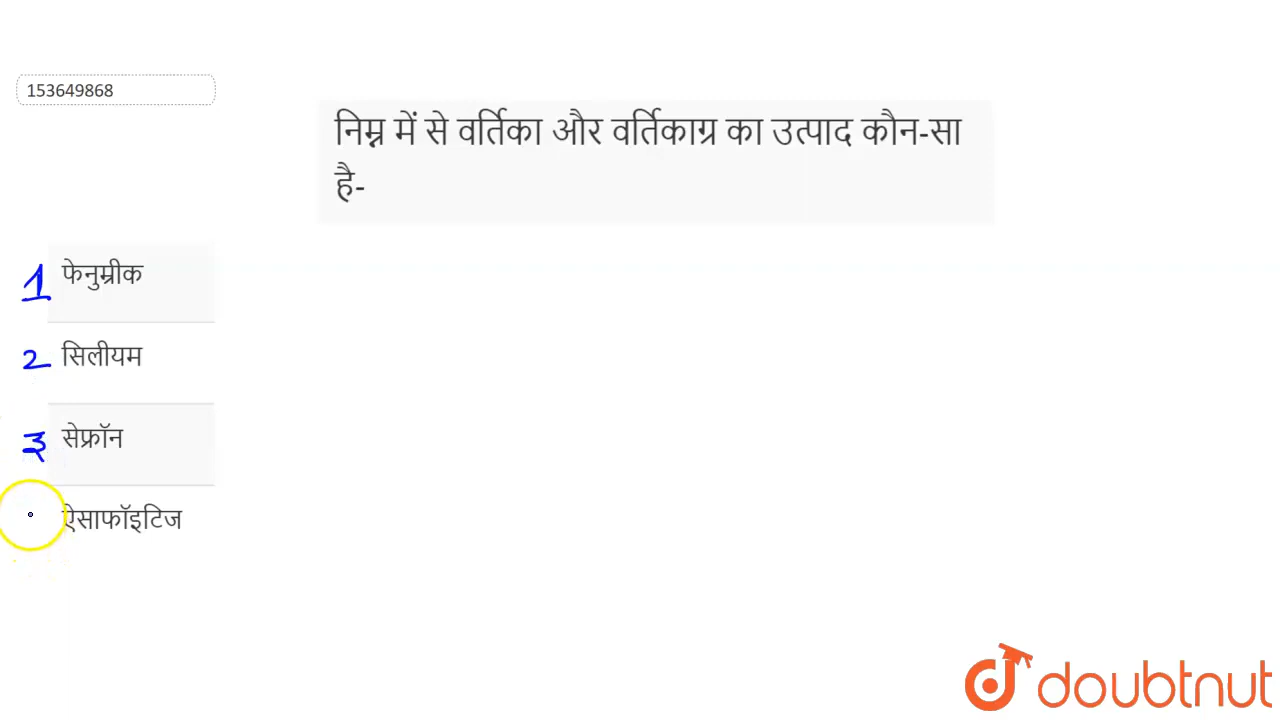 153649868
निम्न में से वर्तिका और वर्तिकाग्र का उत्पाद कौन-सा
है-
1 फेनुम्रीक
2 सिलीयम
3 सेफ्रॉन
ऐसाफॉइटिज
doubtnut